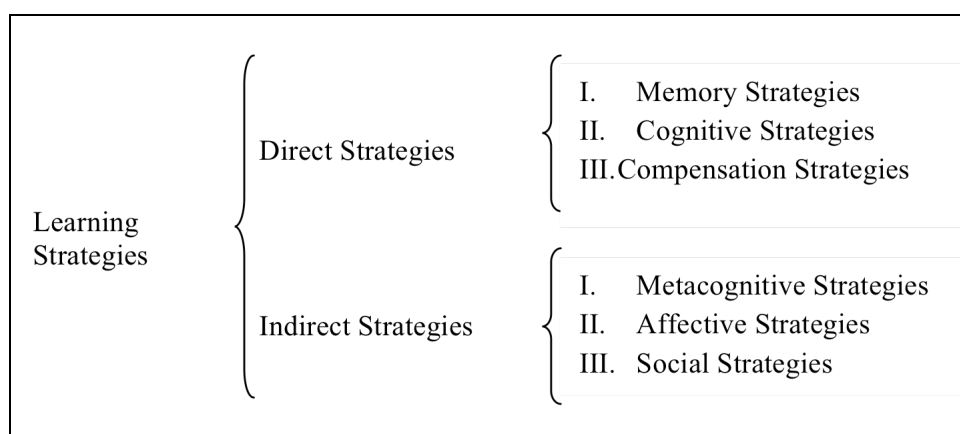 Learning
Strategies
Direct Strategies
I. Memory Strategies
II. Cognitive Strategies
III.Compensation Strategies
Indirect Strategies
I. Metacognitive Strategies
II. Affective Strategies
III. Social Strategies